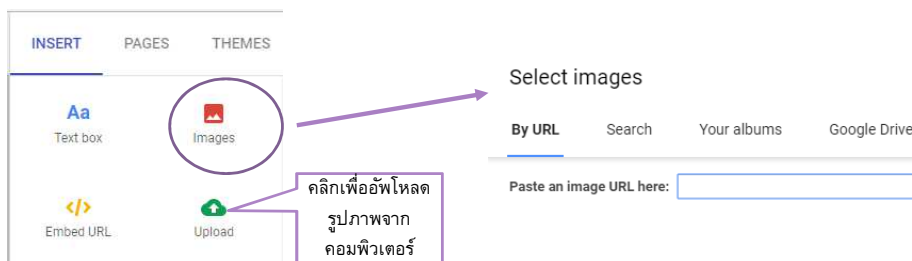 INSERT PAGES THEMES
Aa
Text box
Images
</>
Embed URL
Upload
คลิกเพื่ออัพโหลด
รูปภาพจาก
คอมพิวเตอร์
Select images
By URL Search Your albums Google Drive
Paste an image URL here: